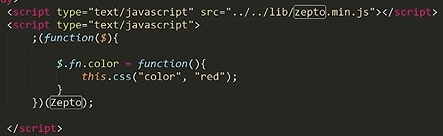 ay>
<script type="text/javascript" src="../../lib/zepto.min.js"></script>
<script type="text/javascript">
;(function($){
$.fn.color = function(){
this.css("color", "red");
}
})(Zepto);
</script>